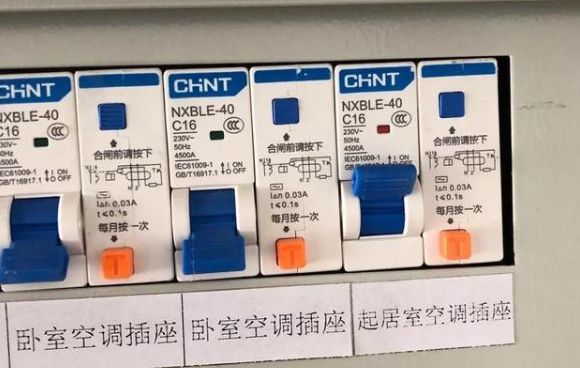 CHNT
NXBLE-40
C16
230V~
50Hz
4500A
IEC61009-1
GB/T16917.1
I ON
O OFF
合闸前请按下
I△n 0.03A
t≤0.1s
每月按一次
T
卧室空调插座
CHNT
NXBLE-40
C16
230V~
50Hz
4500A
IEC61009-1
GB/T16917.1
I ON
O OFF
合闸前请按下
I△n 0.03A
t≤0.1s
每月按一次
T
卧室空调插座
CHNT
NXBLE-40
C16
230V~
50Hz
4500A
IEC61009-1
GB/T16917.1
I ON
O OFF
合闸前请按下
I△n 0.03A
t≤0.1s
每月按一次
T
起居室空调插座